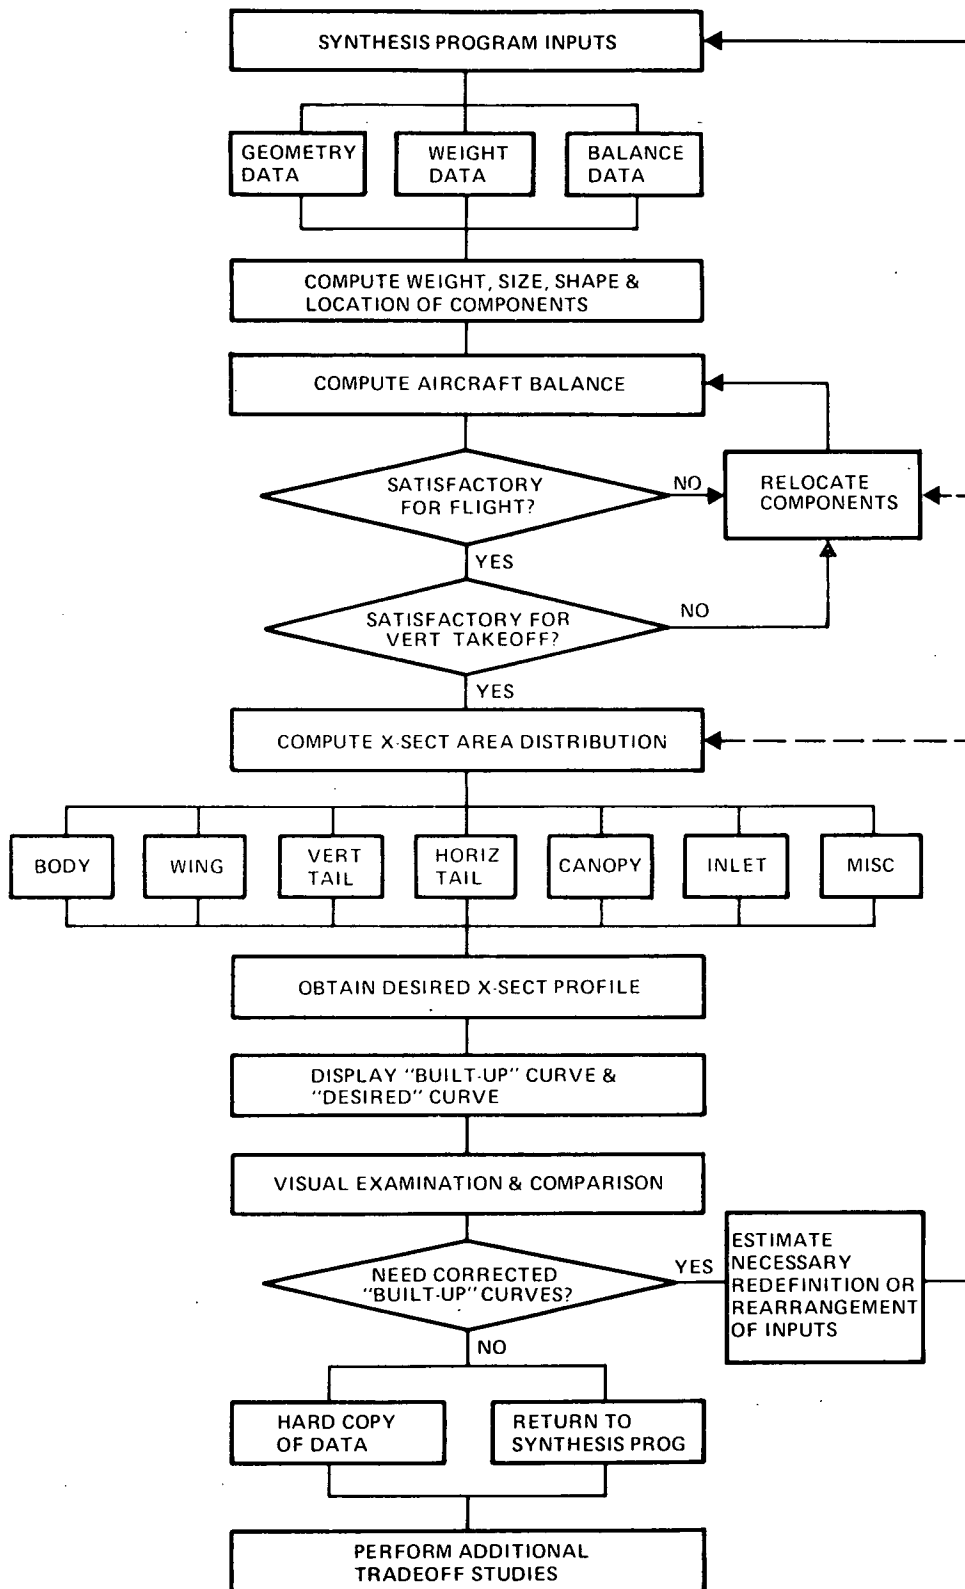 SYNTHESIS PROGRAM INPUTS
GEOMETRY
DATA
WEIGHT
DATA
BALANCE
DATA
COMPUTE WEIGHT, SIZE, SHAPE &
LOCATION OF COMPONENTS
COMPUTE AIRCRAFT BALANCE
SATISFACTORY
FOR FLIGHT?
NO
RELOCATE
COMPONENTS
YES
SATISFACTORY FOR
VERT TAKEOFF?
NO
YES
COMPUTE X-SECT AREA DISTRIBUTION
BODY
WING
VERT
TAIL
HORIZ
TAIL
CANOPY
INLET
MISC
OBTAIN DESIRED X-SECT PROFILE
DISPLAY "BUILT-UP" CURVE &
"DESIRED" CURVE
VISUAL EXAMINATION & COMPARISON
NEED CORRECTED
"BUILT-UP" CURVES?
YES
ESTIMATE
NECESSARY
REDEFINITION OR
REARRANGEMENT
OF INPUTS
NO
HARD COPY
OF DATA
RETURN TO
SYNTHESIS PROG
PERFORM ADDITIONAL
TRADEOFF STUDIES